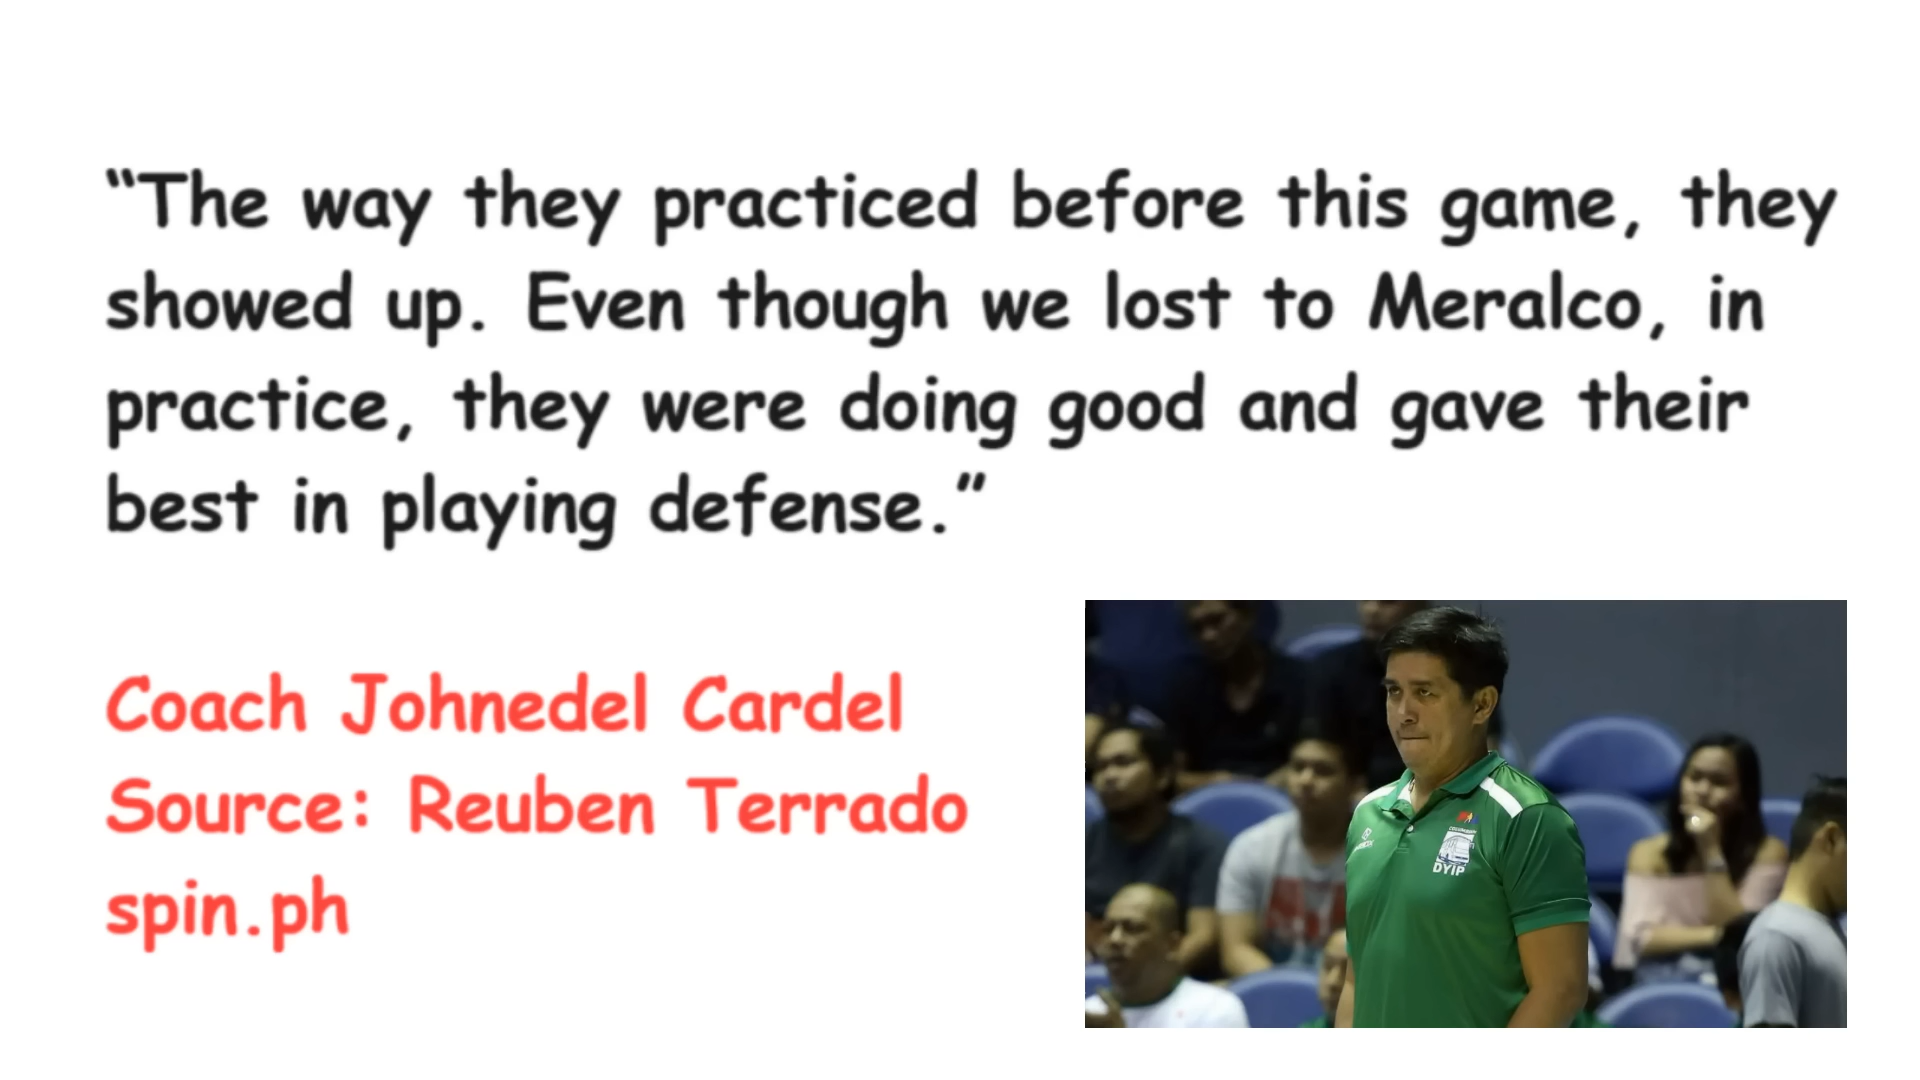 “The way they practiced before this game, they
showed up. Even though we lost to Meralco, in
practice, they were doing good and gave their
best in playing defense.”
Coach Johnedel Cardel
Source: Reuben Terrado
spin.ph
COLUMBIAN
DYIP